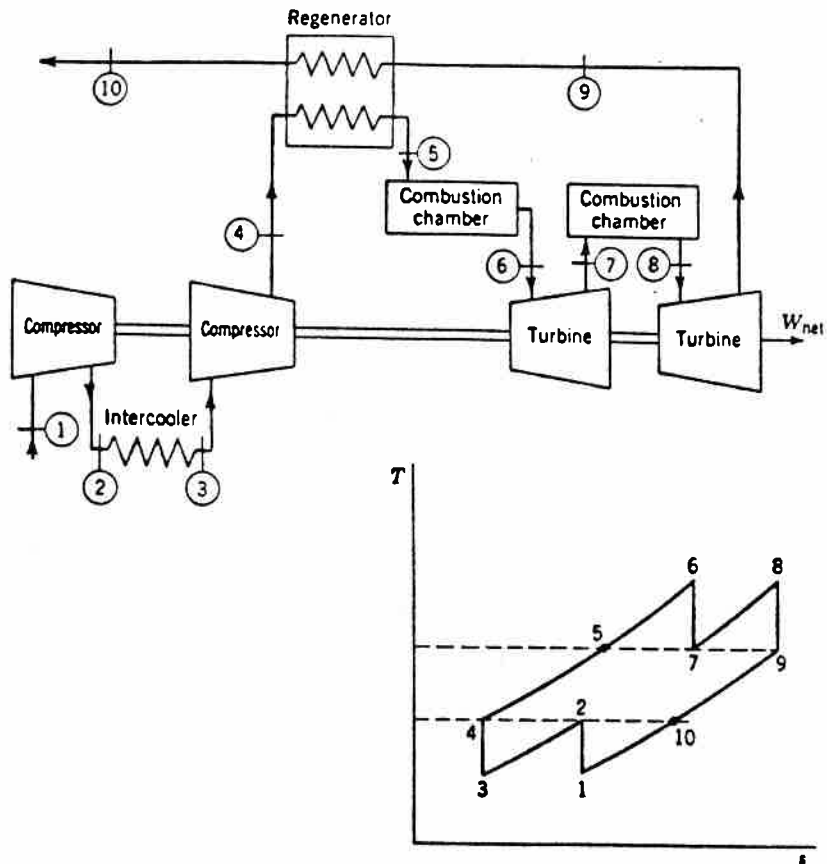 Regenerator
10
9
5
Combustion chamber
Combustion chamber
4
6
7
8
Compressor
Compressor
Turbine
Turbine
W_net
Intercooler
1
2
3
T
6
8
5
7
9
2
4
10
3
1
s